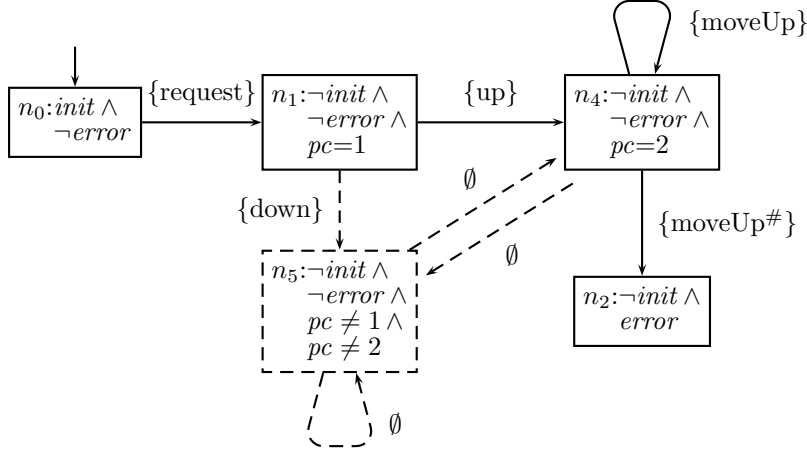 {moveUp}
n₀:init ∧
¬error
{request}
n₁:¬init ∧
¬error ∧
pc=1
{up}
n₄:¬init ∧
¬error ∧
pc=2
{down}
∅
∅
{moveUp#}
n₅:¬init ∧
¬error ∧
pc ≠ 1 ∧
pc ≠ 2
n₂:¬init ∧
error
∅